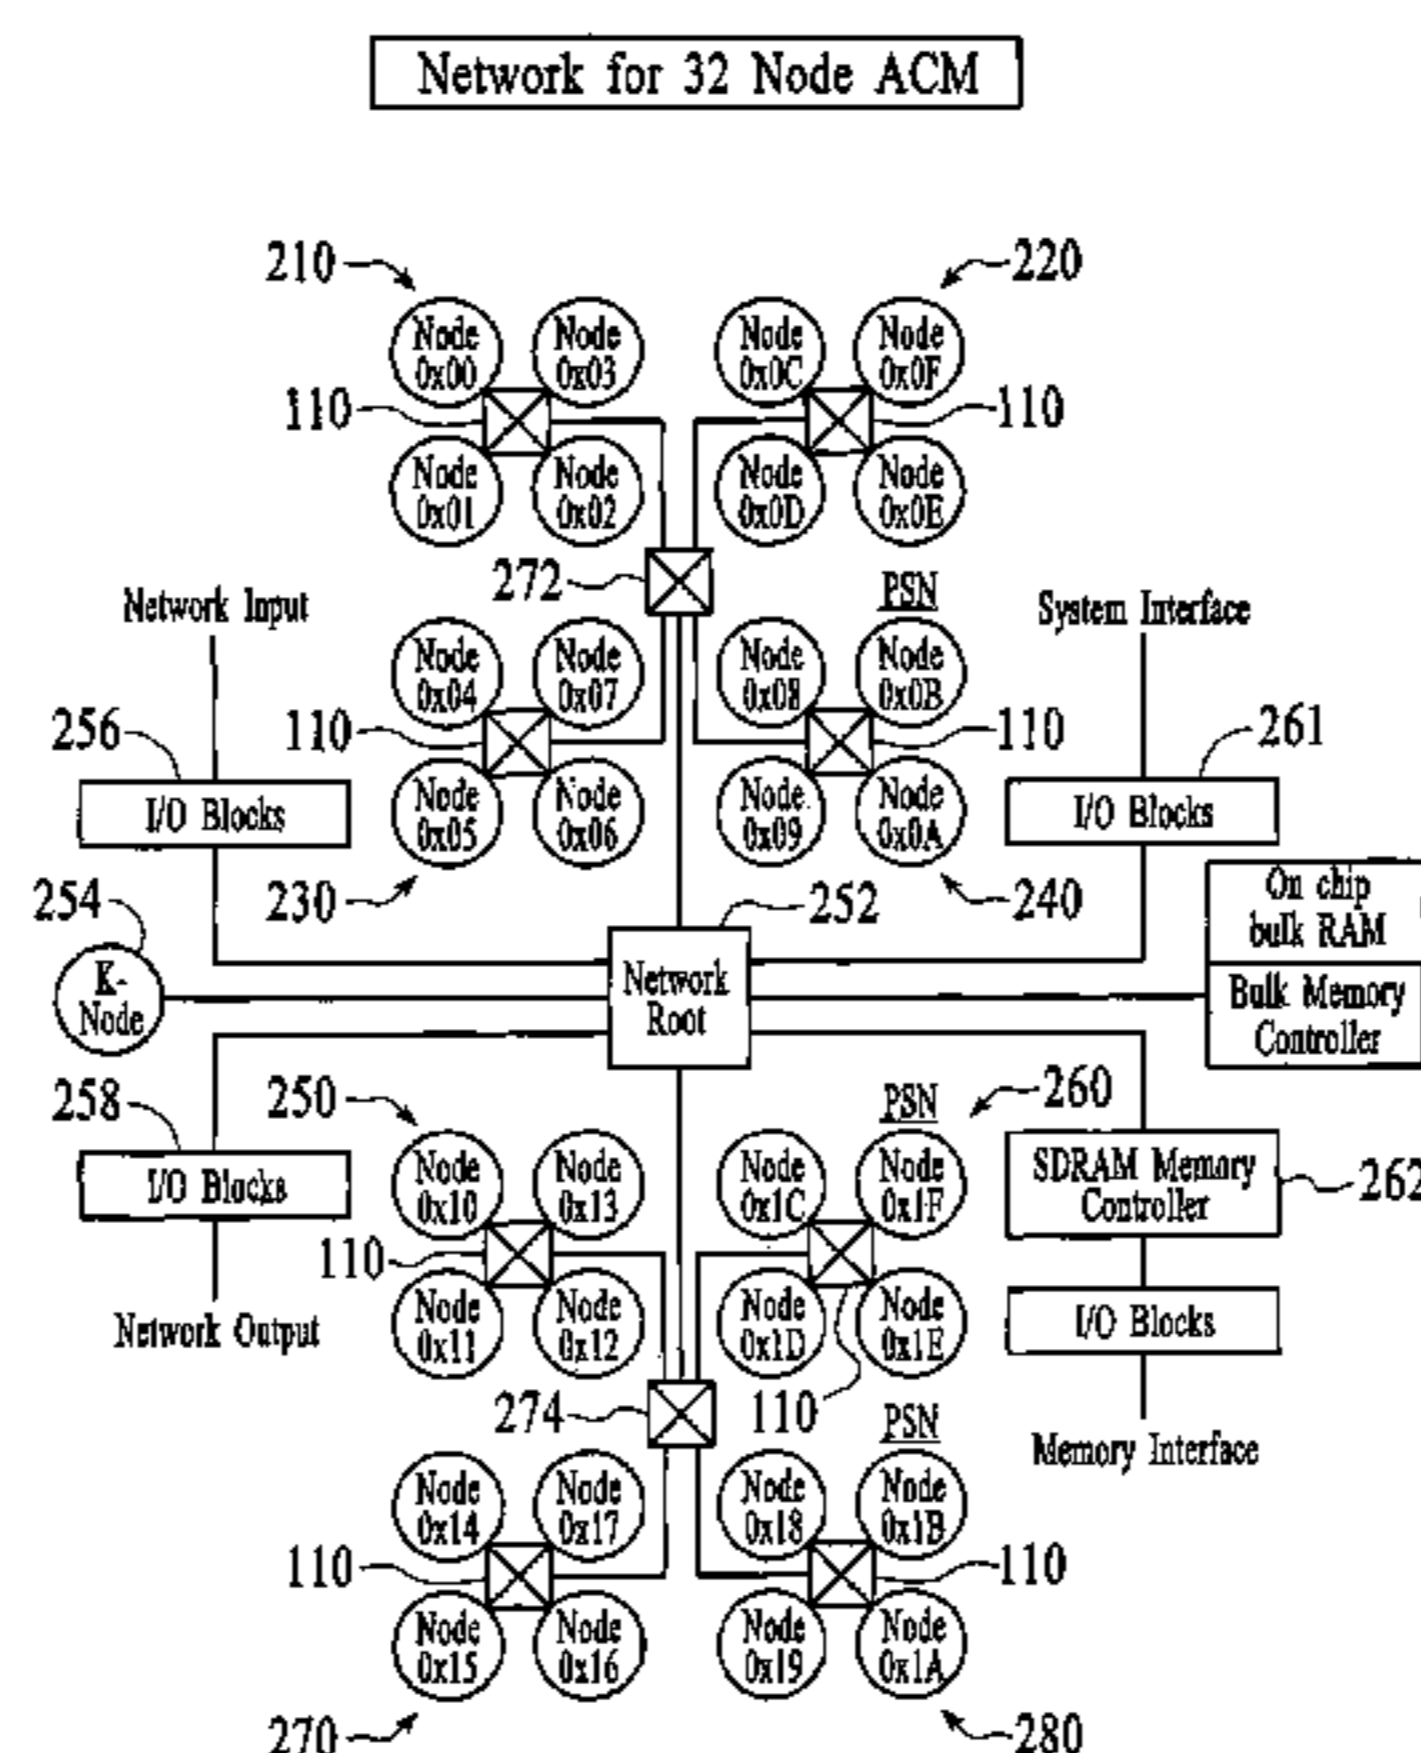 Network for 32 Node ACM
210
220
Node 0x00
Node 0x03
Node 0x0C
Node 0x0F
110
110
Node 0x01
Node 0x02
Node 0x0D
Node 0x0E
272
PSN
Network Input
System Interface
Node 0x04
Node 0x07
Node 0x08
Node 0x0B
256
110
110
261
I/O Blocks
Node 0x05
Node 0x06
Node 0x09
Node 0x0A
I/O Blocks
254
230
252
240
On chip
bulk RAM
K-
Node
Network
Root
Bulk Memory
Controller
258
250
PSN
260
I/O Blocks
Node 0x10
Node 0x13
Node 0x1C
Node 0x1F
SDRAM Memory
Controller
262
110
Node 0x11
Node 0x12
Node 0x1D
Node 0x1E
I/O Blocks
Network Output
274
110
PSN
Memory Interface
Node 0x14
Node 0x17
Node 0x18
Node 0x1B
110
110
Node 0x15
Node 0x16
Node 0x19
Node 0x1A
270
280